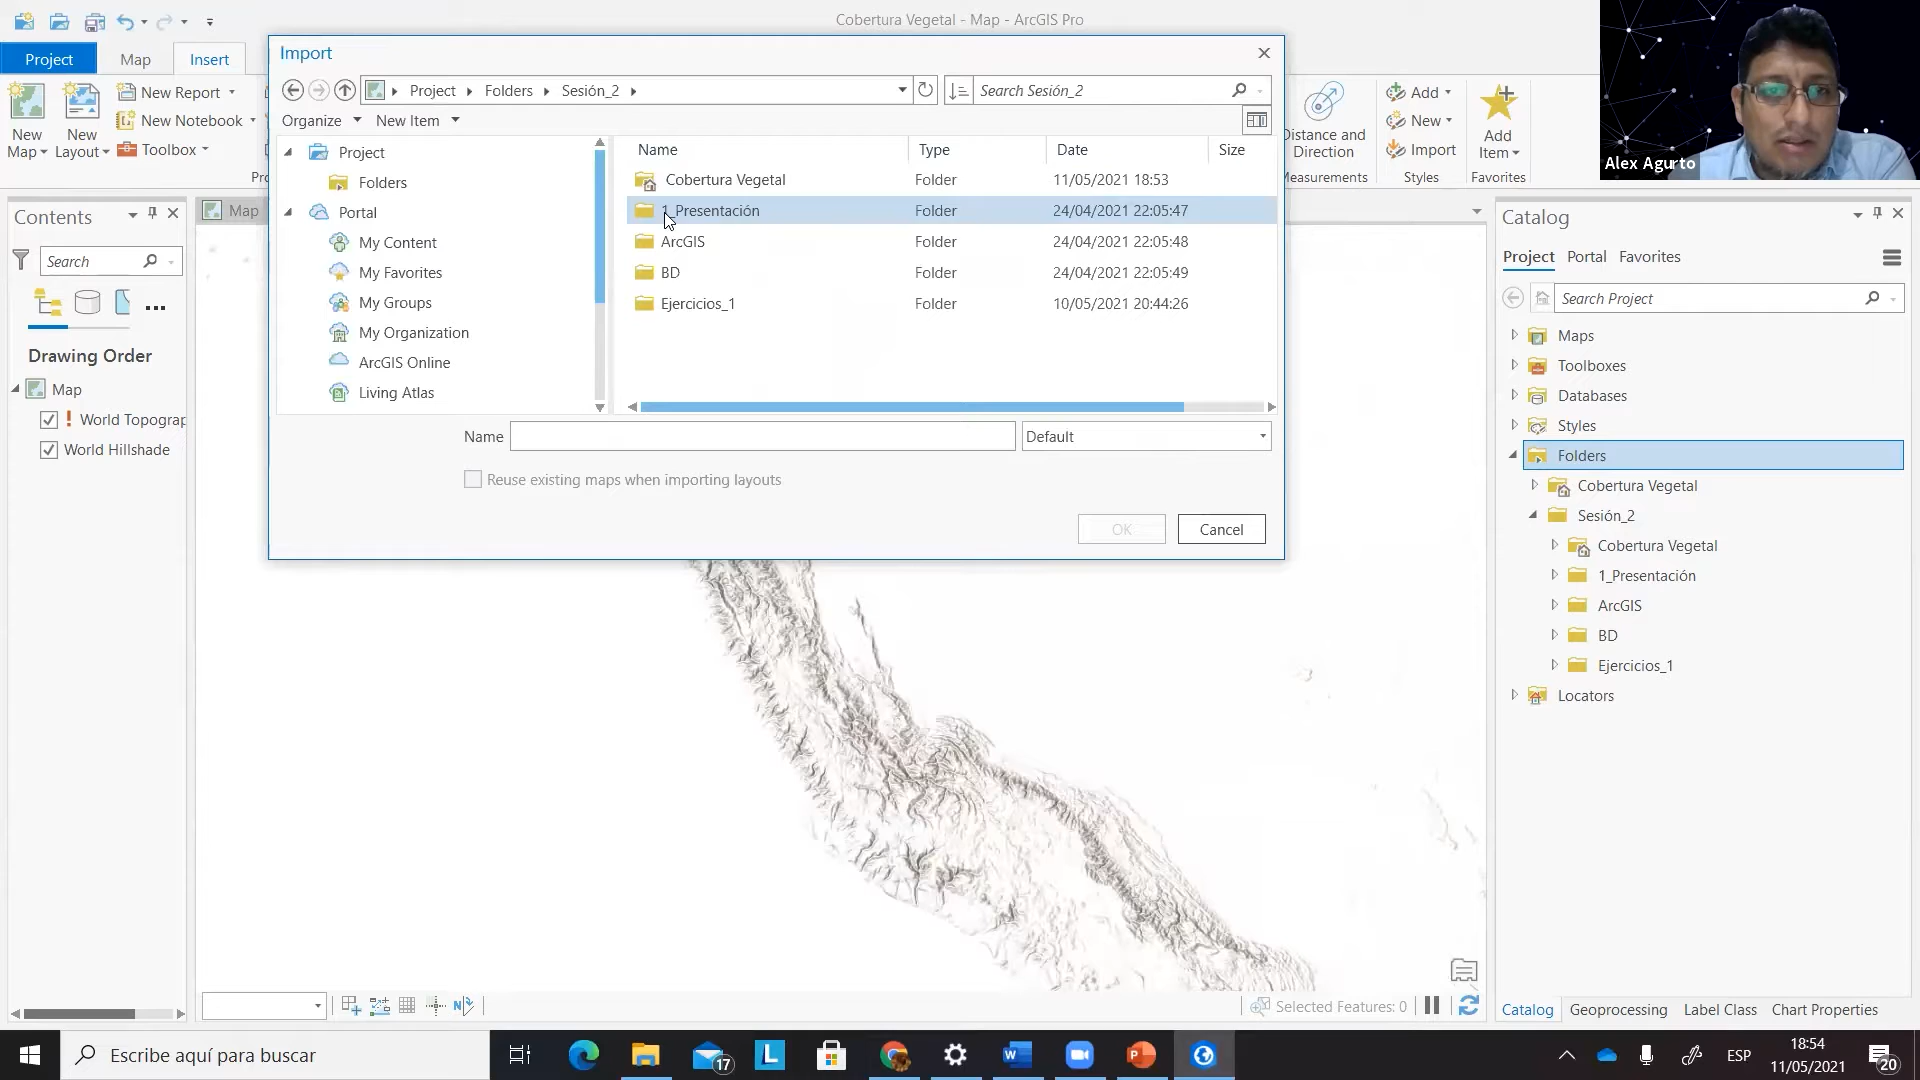 Cobertura Vegetal - Map - ArcGIS Pro
Project
Map
Insert
New Map
New Layout
New Report
New Notebook
Toolbox
Distance and Direction
Measurements
Add
New
Import
Styles
Add Item
Favorites
Alex Agurto
Import
Project
Folders
Sesión_2
Search Sesión_2
Organize
New Item
Project
Folders
Portal
My Content
My Favorites
My Groups
My Organization
ArcGIS Online
Living Atlas
Name Type Date Size
Cobertura Vegetal Folder 11/05/2021 18:53
1_Presentación Folder 24/04/2021 22:05:47
ArcGIS Folder 24/04/2021 22:05:48
BD Folder 24/04/2021 22:05:49
Ejercicios_1 Folder 10/05/2021 20:44:26
Name
Default
Reuse existing maps when importing layouts
OK
Cancel
Contents
Search
Drawing Order
Map
World Topograp
World Hillshade
Map
Catalog
Project Portal Favorites
Search Project
Maps
Toolboxes
Databases
Styles
Folders
Cobertura Vegetal
Sesión_2
Cobertura Vegetal
1_Presentación
ArcGIS
BD
Ejercicios_1
Locators
Selected Features: 0
Catalog Geoprocessing Label Class Chart Properties
Escribe aquí para buscar
17
ESP
18:54
11/05/2021
20